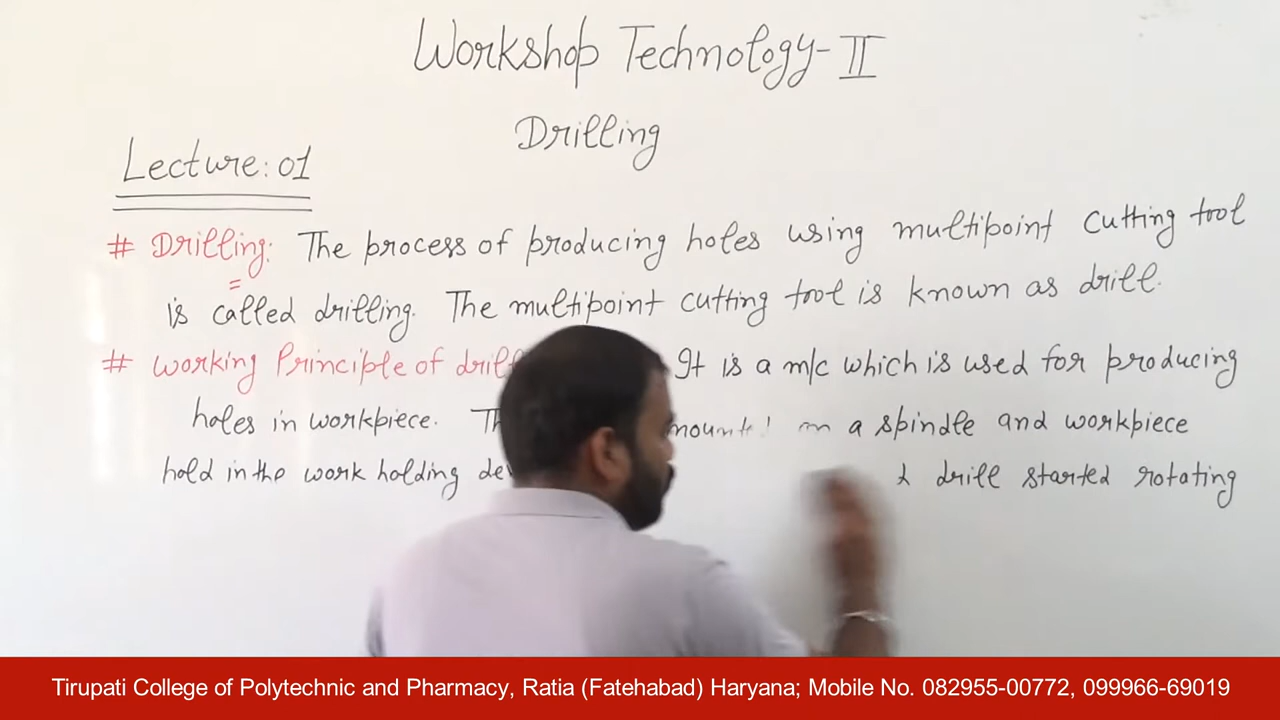 Workshop Technology-II
Drilling
Lecture: 01
# Drilling: The process of producing holes using multipoint cutting tool
is called drilling. The multipoint cutting tool is known as drill.
# Working Principle of It is a m/c which is used for producing
holes in workpiece. a spindle and workpiece
hold in the work holding drill started rotating
Tirupati College of Polytechnic and Pharmacy, Ratia (Fatehabad) Haryana; Mobile No. 082955-00772, 099966-69019